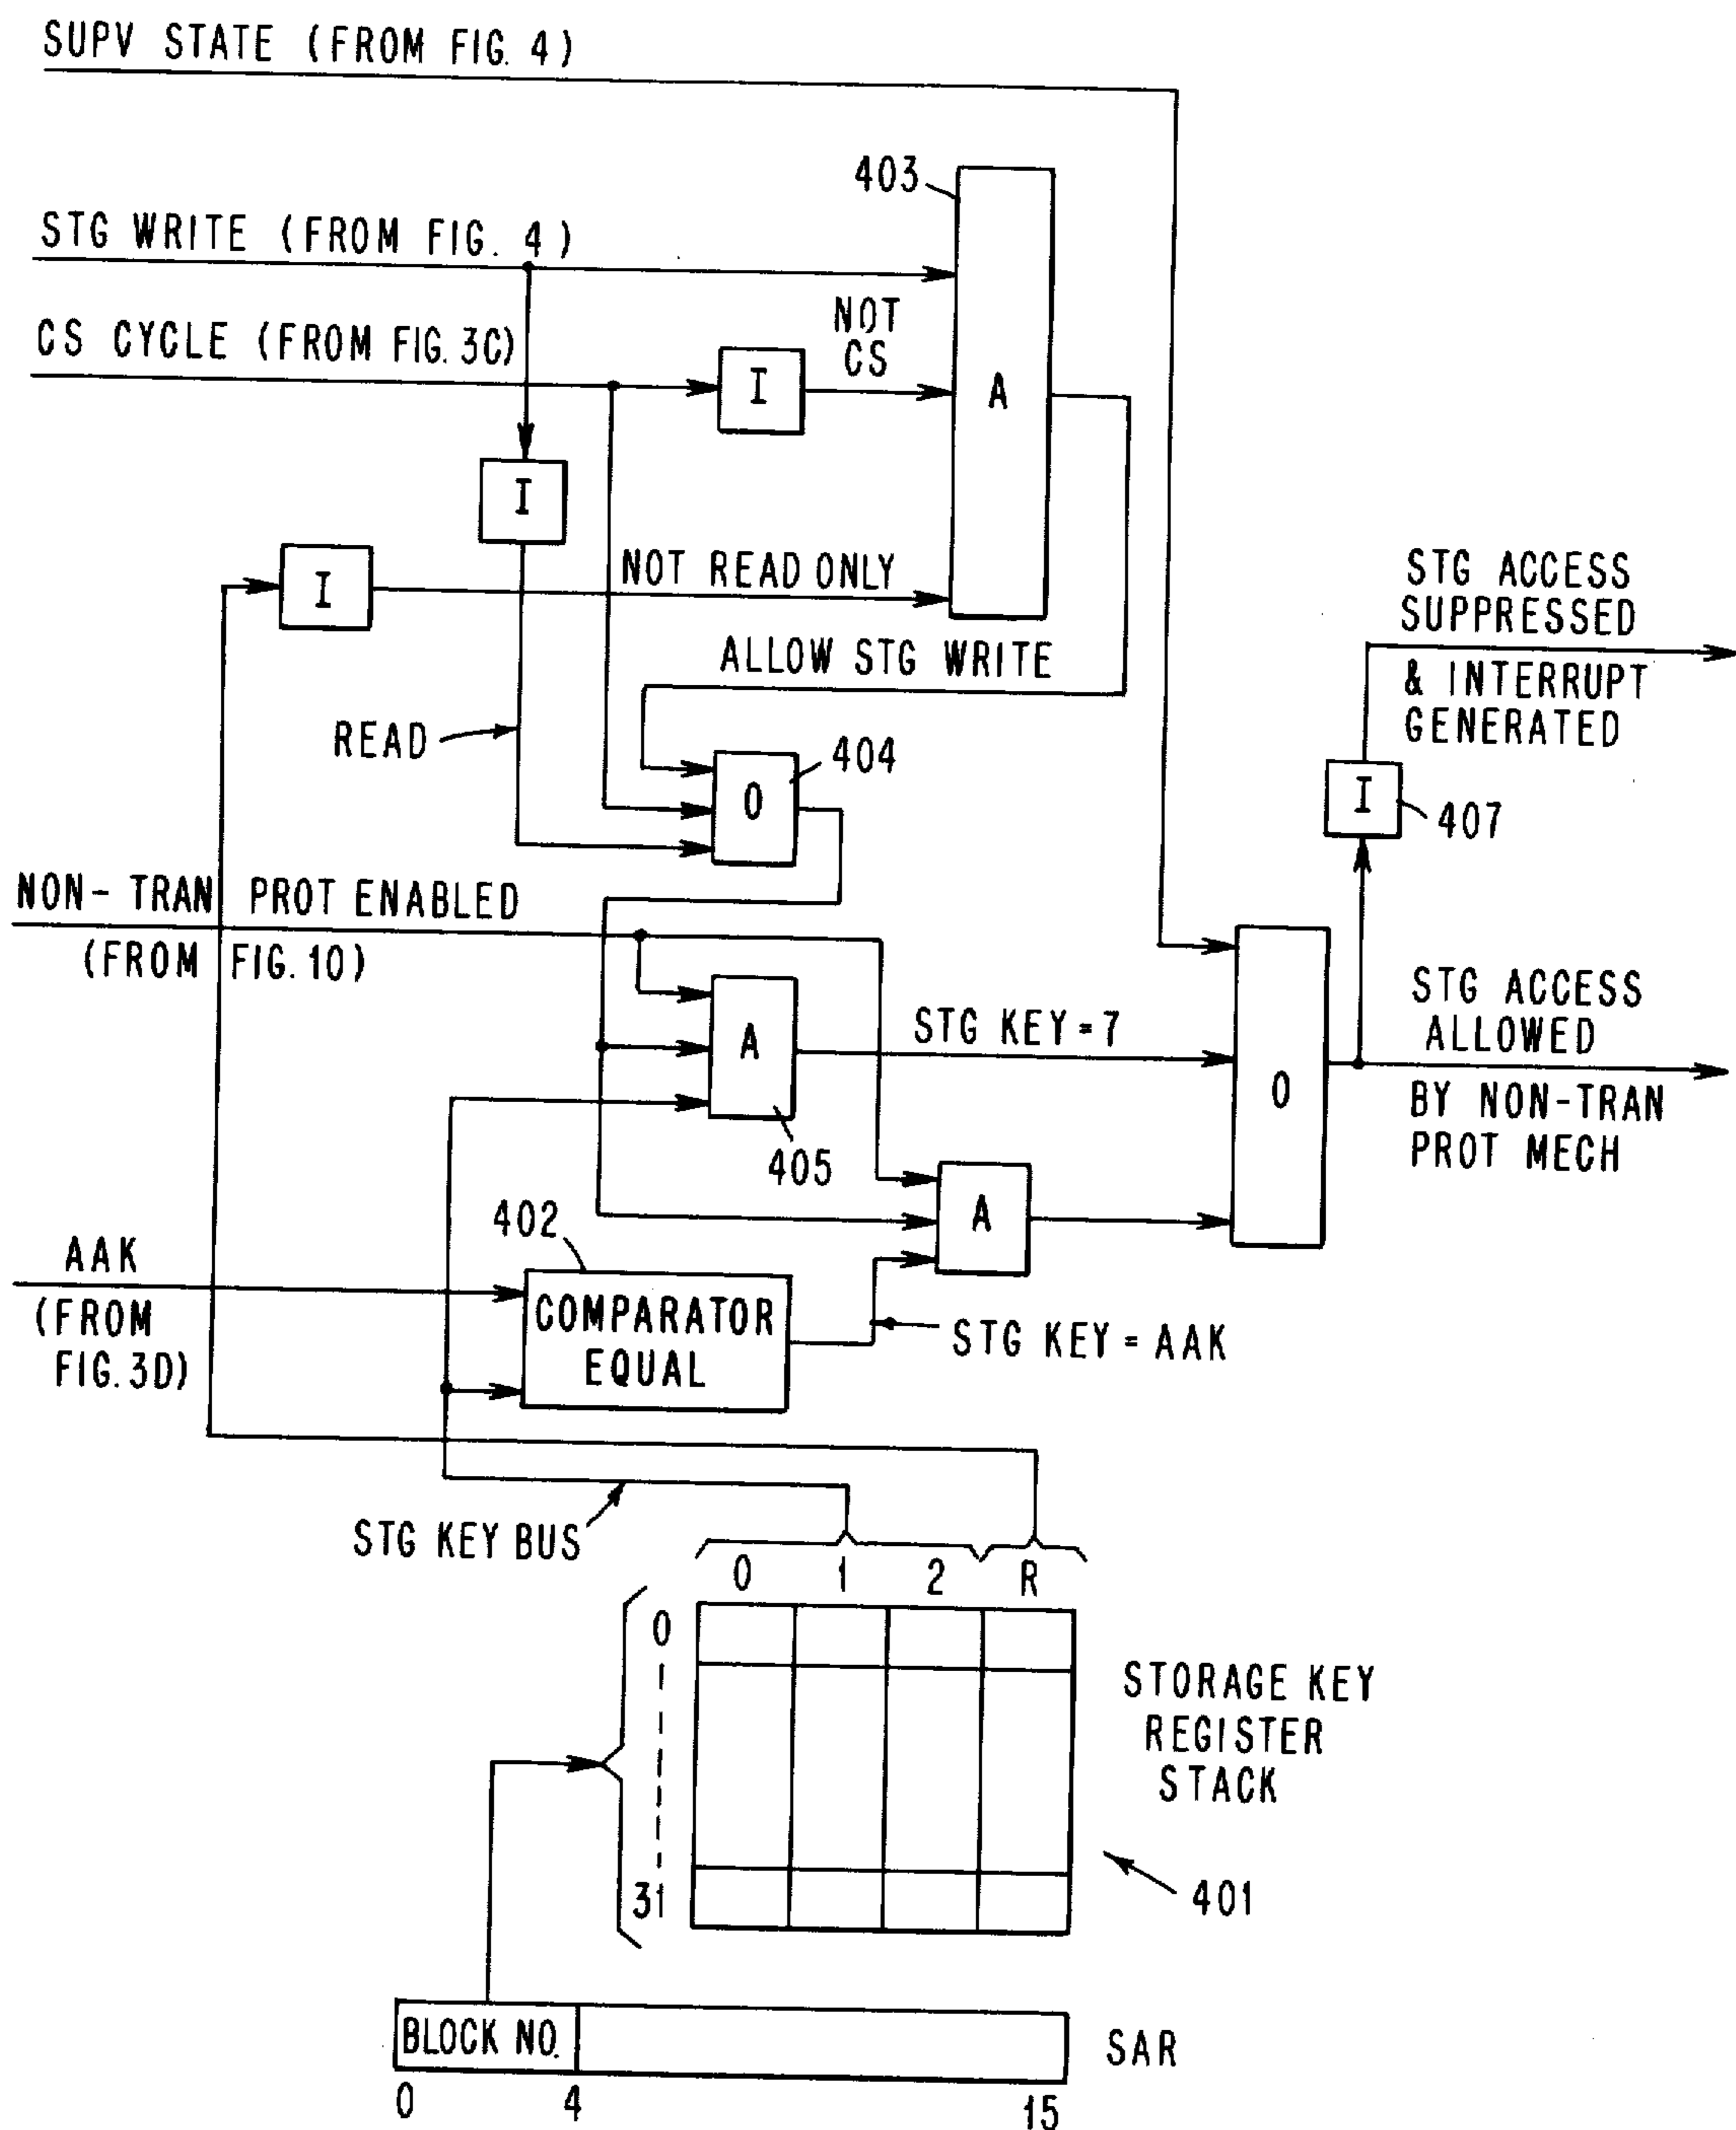 SUPV STATE (FROM FIG. 4)
403
STG WRITE (FROM FIG. 4)
CS CYCLE (FROM FIG. 3C)
NOT
CS
I
A
I
I
NOT READ ONLY
STG ACCESS
SUPPRESSED
& INTERRUPT
GENERATED
ALLOW STG WRITE
READ
404
O
I
407
NON-TRAN PROT ENABLED
(FROM FIG. 10)
A
405
STG KEY = 7
O
STG ACCESS
ALLOWED
BY NON-TRAN
PROT MECH
A
402
AAK
(FROM
FIG. 3D)
COMPARATOR
EQUAL
STG KEY = AAK
STG KEY BUS
0 1 2 R
0
31
STORAGE KEY
REGISTER
STACK
401
BLOCK NO.
SAR
0 4 15